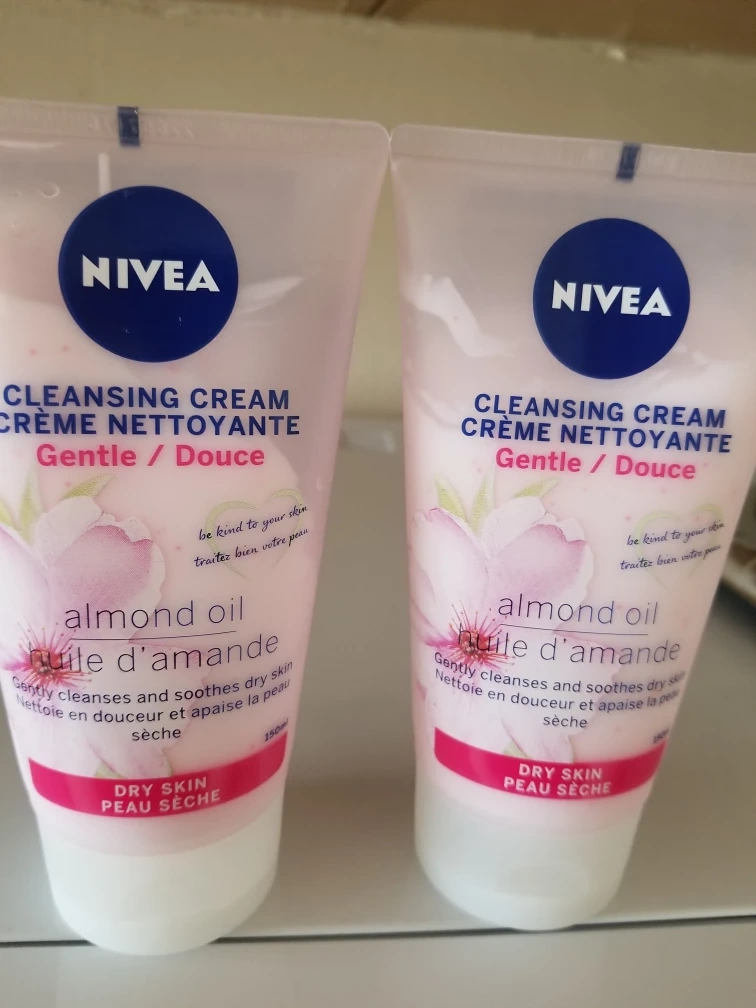 NIVEA
CLEANSING CREAM
CRÈME NETTOYANTE
Gentle / Douce
be kind to your skin
traitez bien votre peau
almond oil
huile d'amande
Gently cleanses and soothes dry skin
Nettoie en douceur et apaise la peau
sèche
150ml
DRY SKIN
PEAU SÈCHE
NIVEA
CLEANSING CREAM
CRÈME NETTOYANTE
Gentle / Douce
be kind to your skin
traitez bien votre peau
almond oil
huile d'amande
Gently cleanses and soothes dry skin
Nettoie en douceur et apaise la peau
sèche
DRY SKIN
PEAU SÈCHE